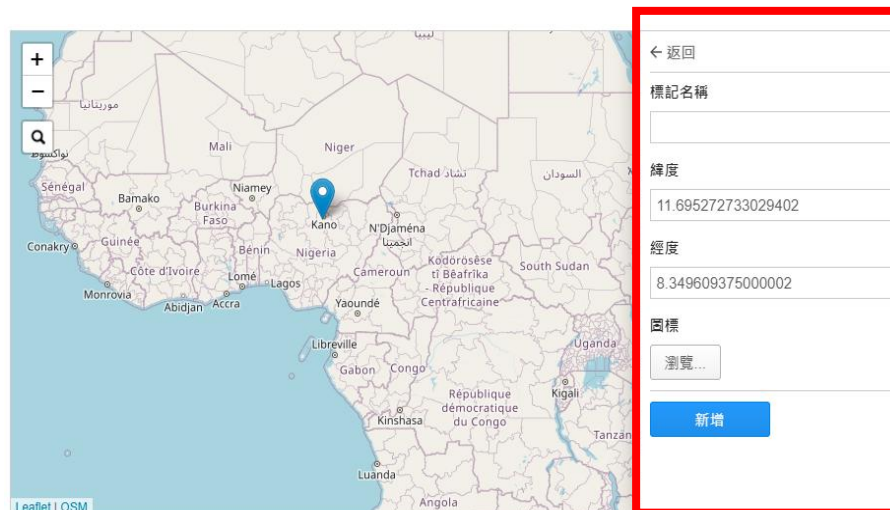 +
−
موريتانيا
نواكشوط
Mali
Niger
Tchad تشاد
السودان
Sénégal
Bamako
Burkina
Faso
Niamey
Kano
N'Djaména
انجمينا
Conakry
Guinée
Bénin
Nigeria
Côte d'Ivoire
Lomé
Lagos
Cameroun
Ködörösêse
tî Bêafrîka
- République
Centrafricaine
South Sudan
Monrovia
Abidjan
Accra
Yaoundé
Libreville
Gabon
Congo
Uganda
République
démocratique
du Congo
Kigali
Kinshasa
Tanzan
Luanda
Angola
Leaflet | OSM
← 返回
標記名稱
緯度
11.695272733029402
經度
8.349609375000002
圖標
瀏覽...
新增